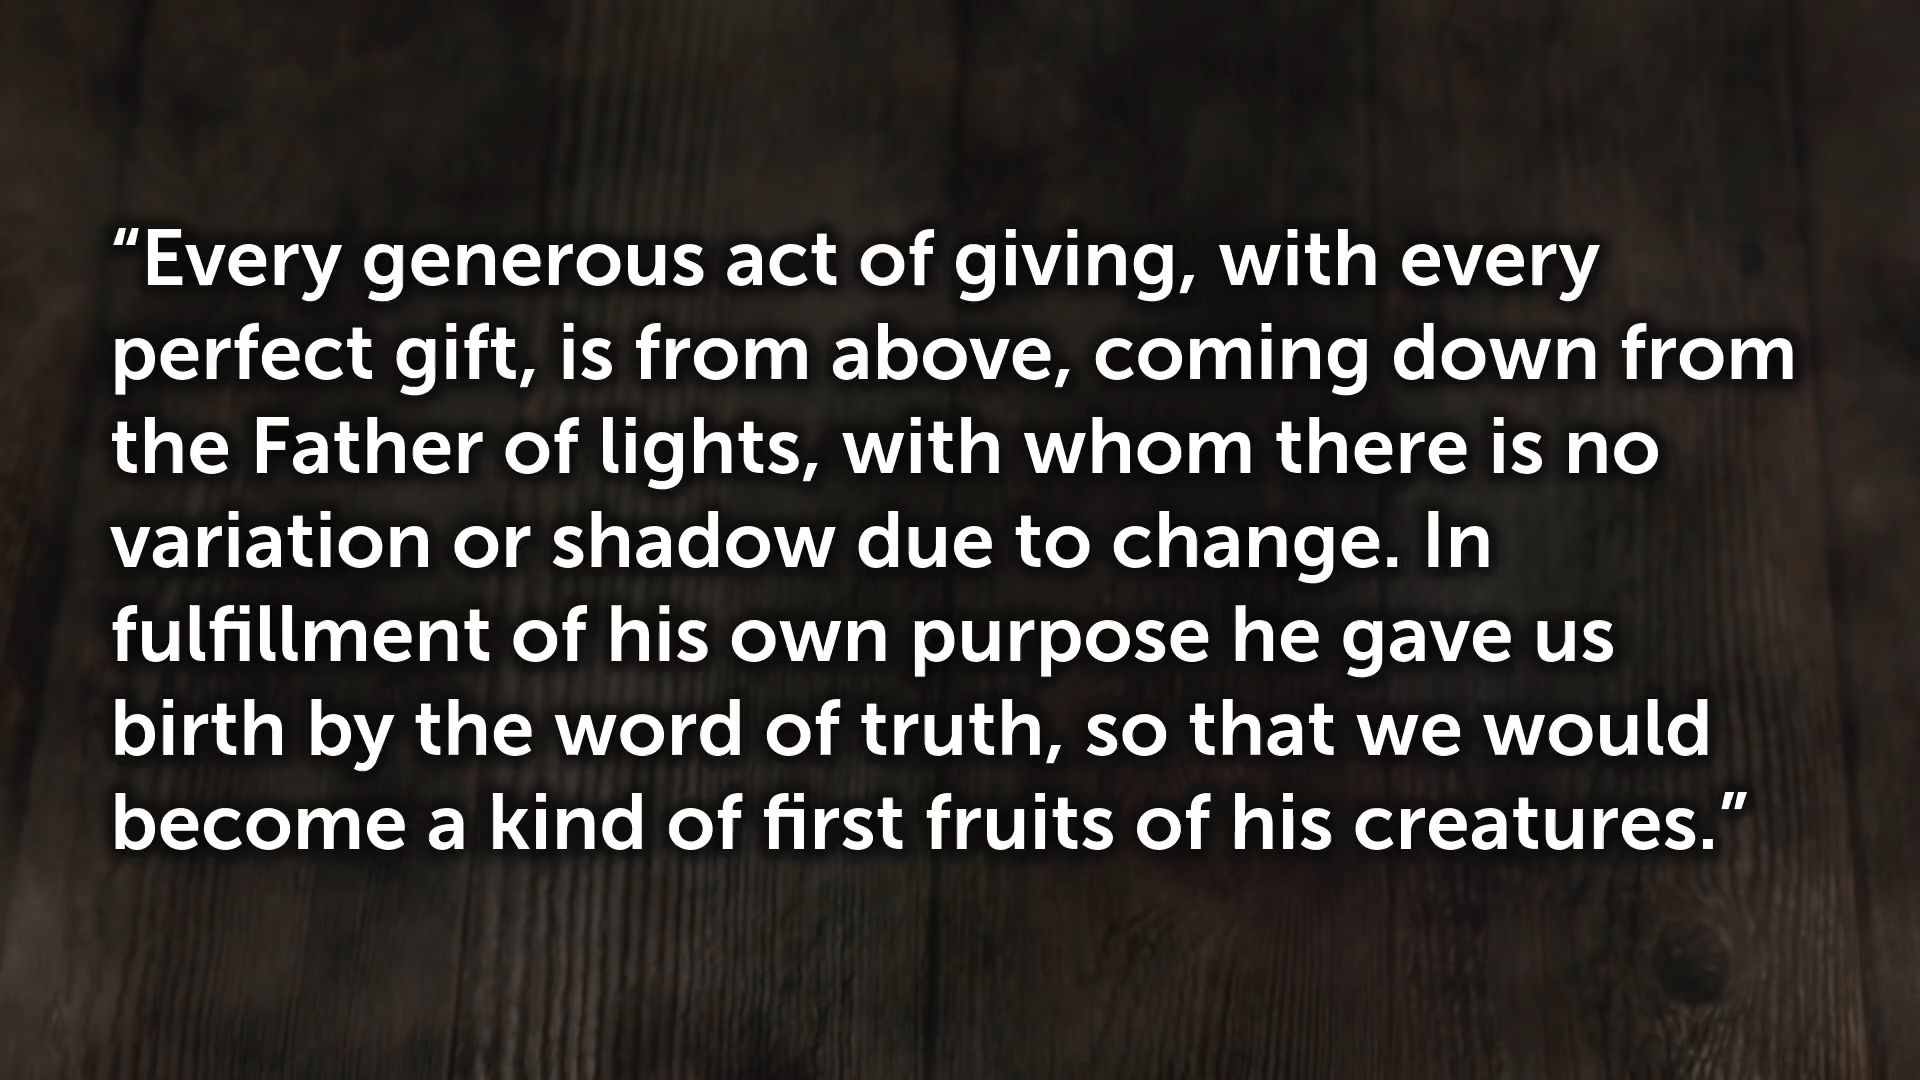 “Every generous act of giving, with every
perfect gift, is from above, coming down from
the Father of lights, with whom there is no
variation or shadow due to change. In
fulfillment of his own purpose he gave us
birth by the word of truth, so that we would
become a kind of first fruits of his creatures.”